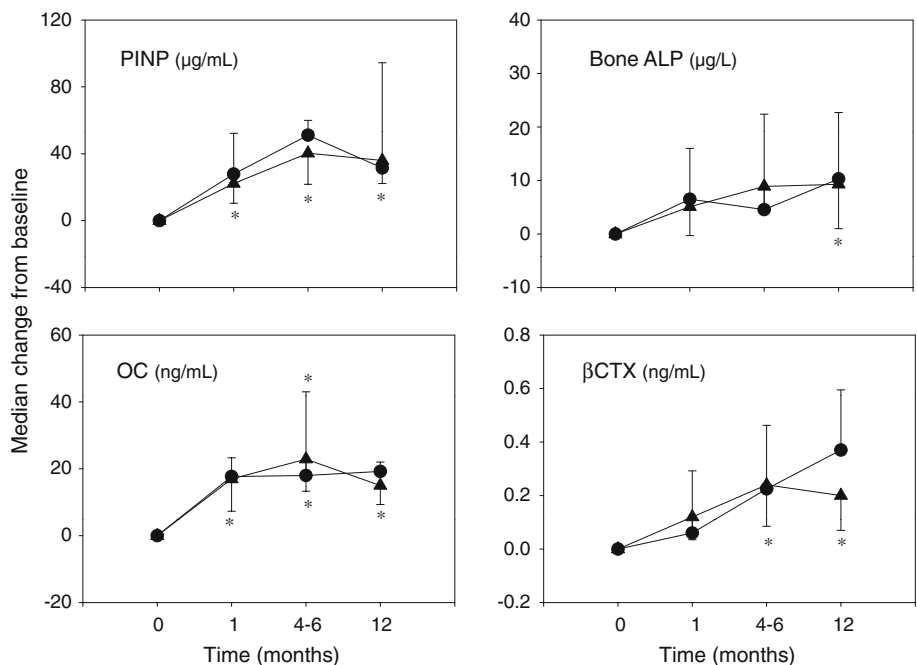 Median change from baseline
PINP (µg/mL)
120
80
40
0
-40
* * *
Bone ALP (µg/L)
40
30
20
10
0
-10
*
OC (ng/mL)
60
40
20
0
-20
*
* * *
0 1 4-6 12
Time (months)
βCTX (ng/mL)
0.8
0.6
0.4
0.2
0.0
-0.2
* *
0 1 4-6 12
Time (months)